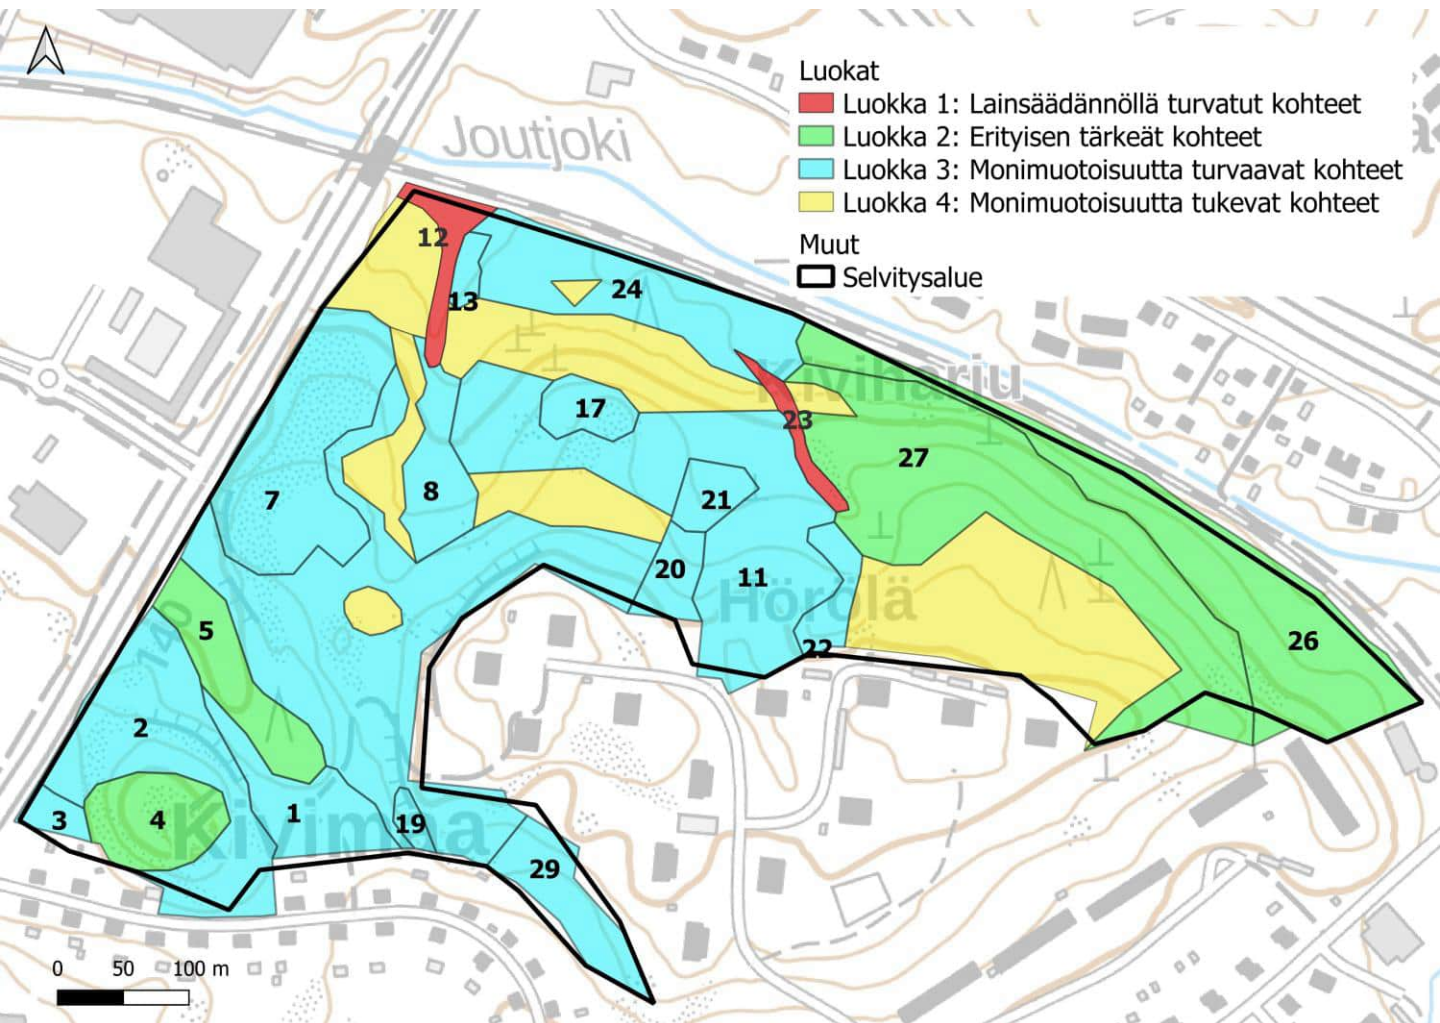 Luokat
Luokka 1: Lainsäädännöllä turvatut kohteet
Luokka 2: Erityisen tärkeät kohteet
Luokka 3: Monimuotoisuutta turvaavat kohteet
Luokka 4: Monimuotoisuutta tukevat kohteet
Muut
Selvitysalue
Joutjoki
12
13
24
Kiviharju
17
23
27
7
8
21
20
11
Hörölä
22
26
5
140
2
3
4
1
19
Kivimaa
29
0 50 100 m